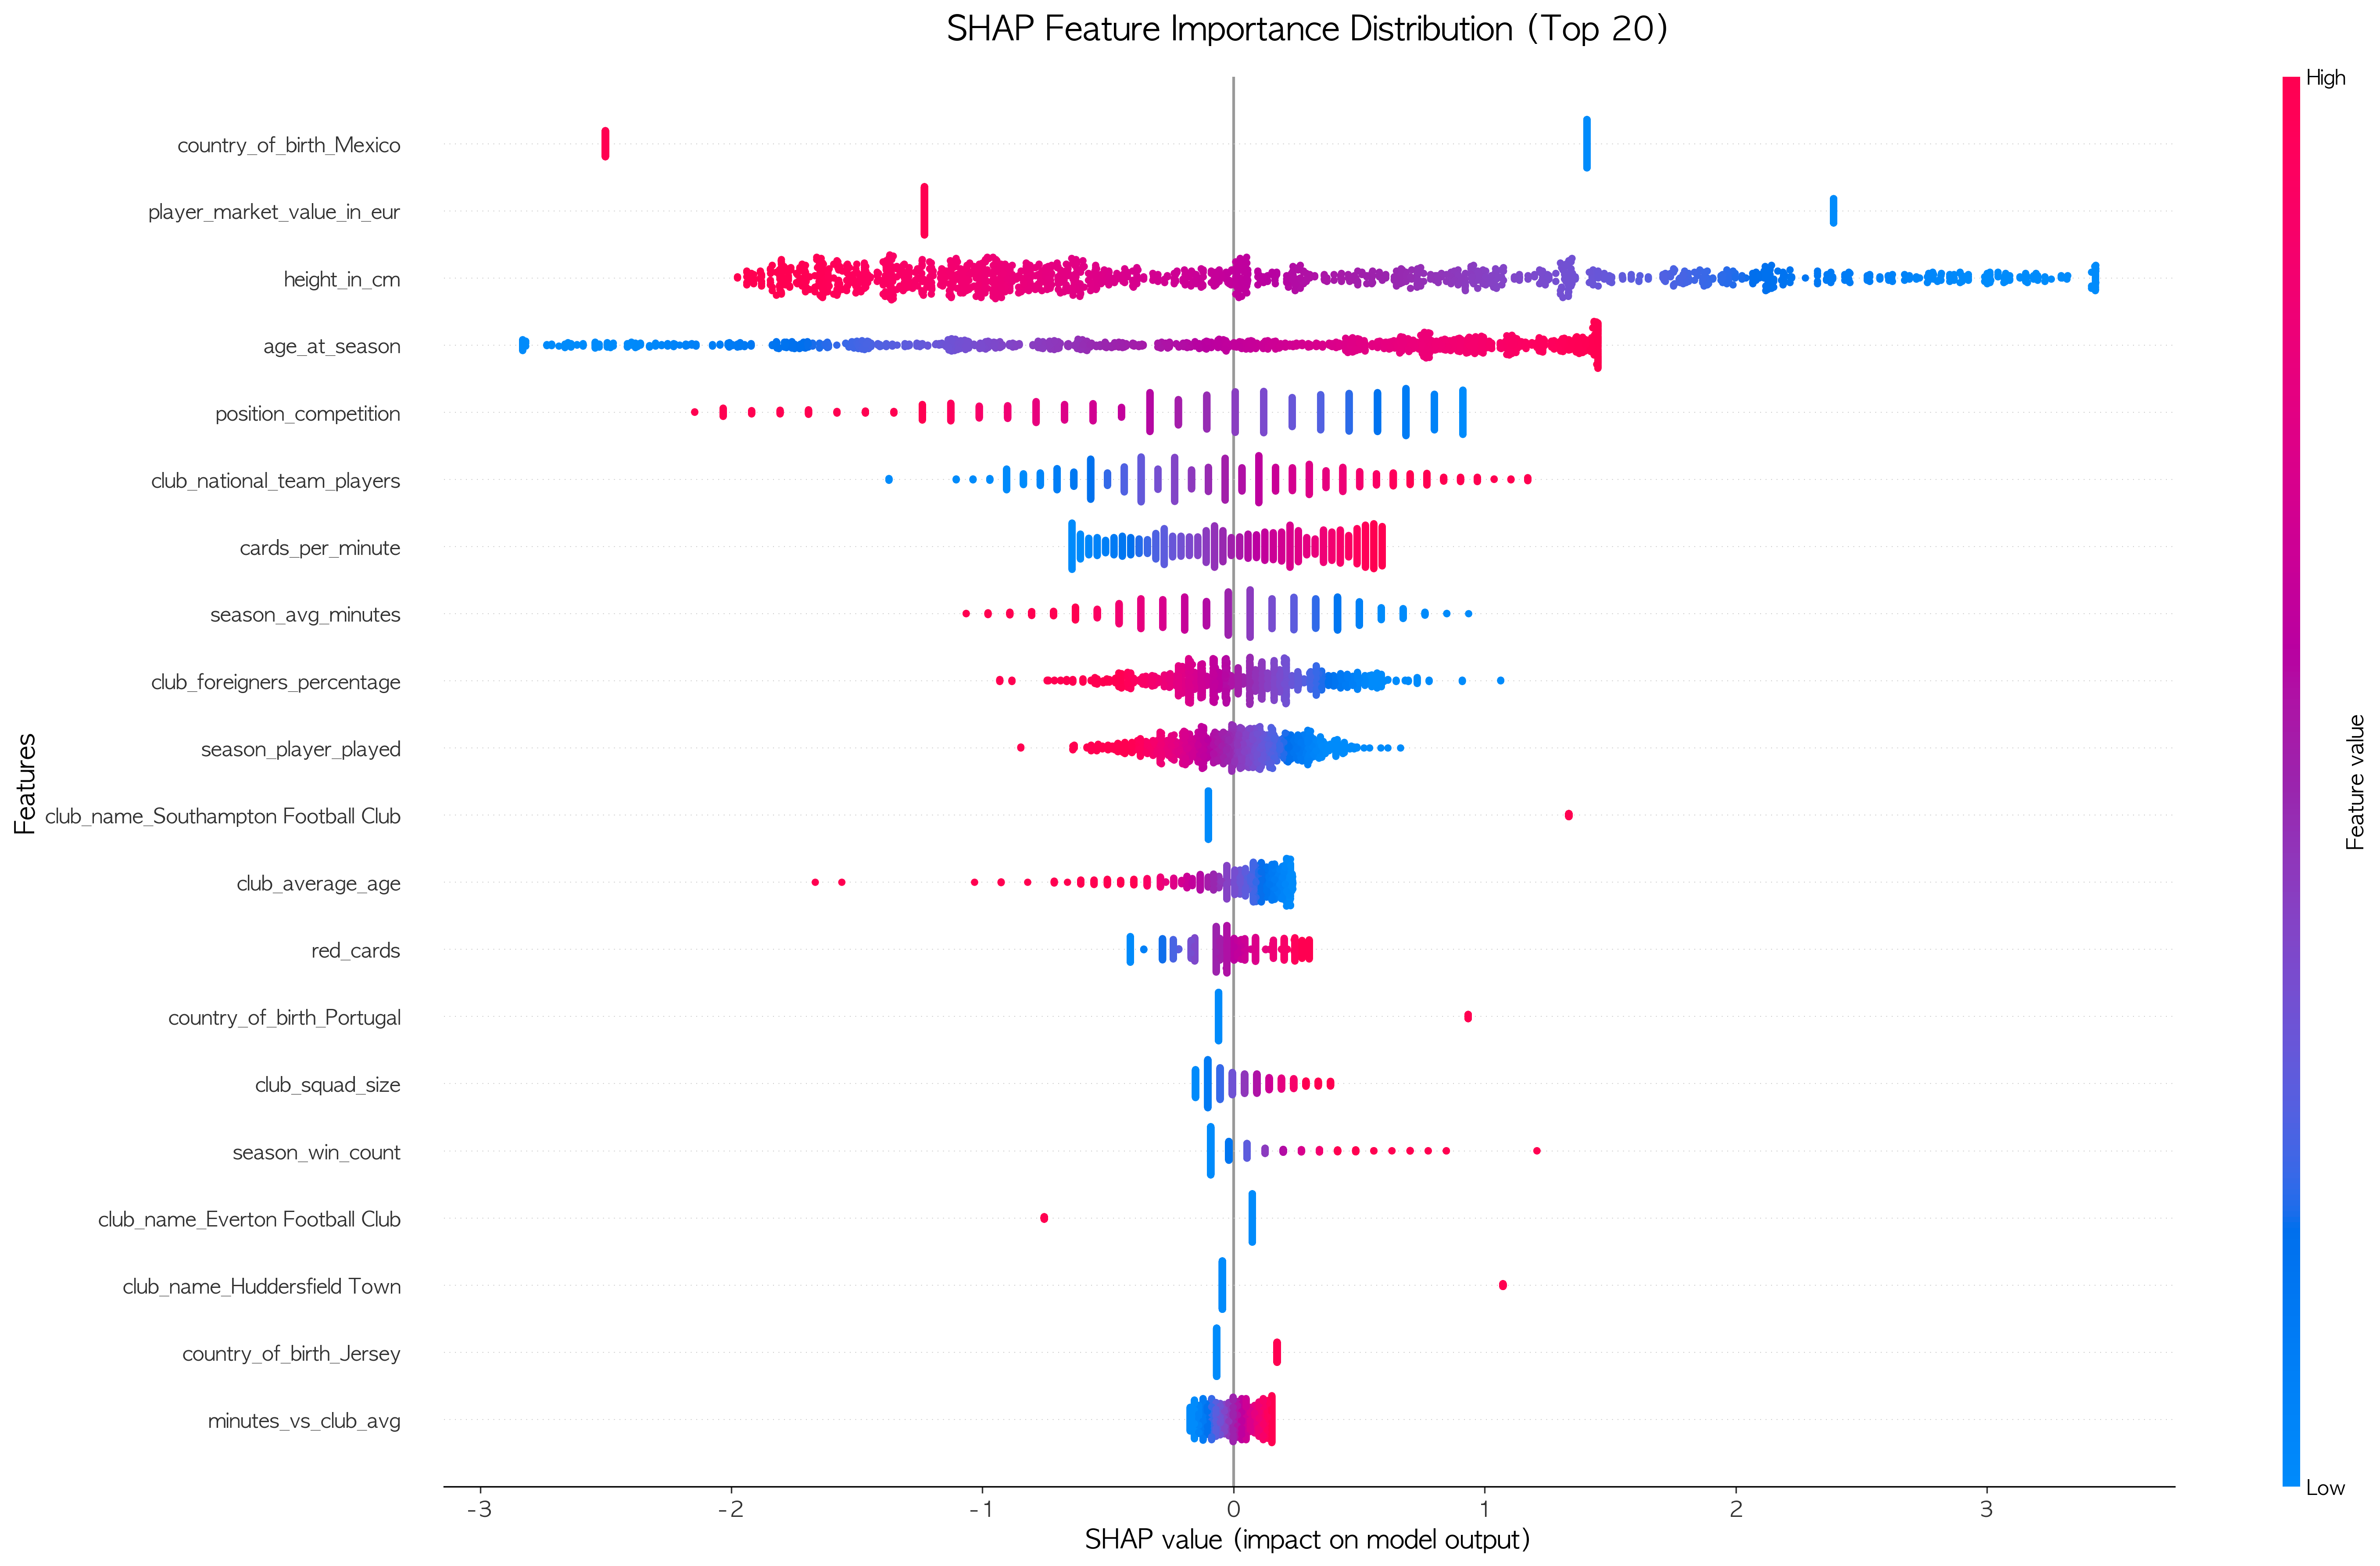 SHAP Feature Importance Distribution (Top 20)
High
country_of_birth_Mexico
player_market_value_in_eur
height_in_cm
age_at_season
position_competition
club_national_team_players
cards_per_minute
season_avg_minutes
club_foreigners_percentage
season_player_played
club_name_Southampton Football Club
club_average_age
red_cards
country_of_birth_Portugal
club_squad_size
season_win_count
club_name_Everton Football Club
club_name_Huddersfield Town
country_of_birth_Jersey
minutes_vs_club_avg
Features
Feature value
Low
-3 -2 -1 0 1 2 3
SHAP value (impact on model output)